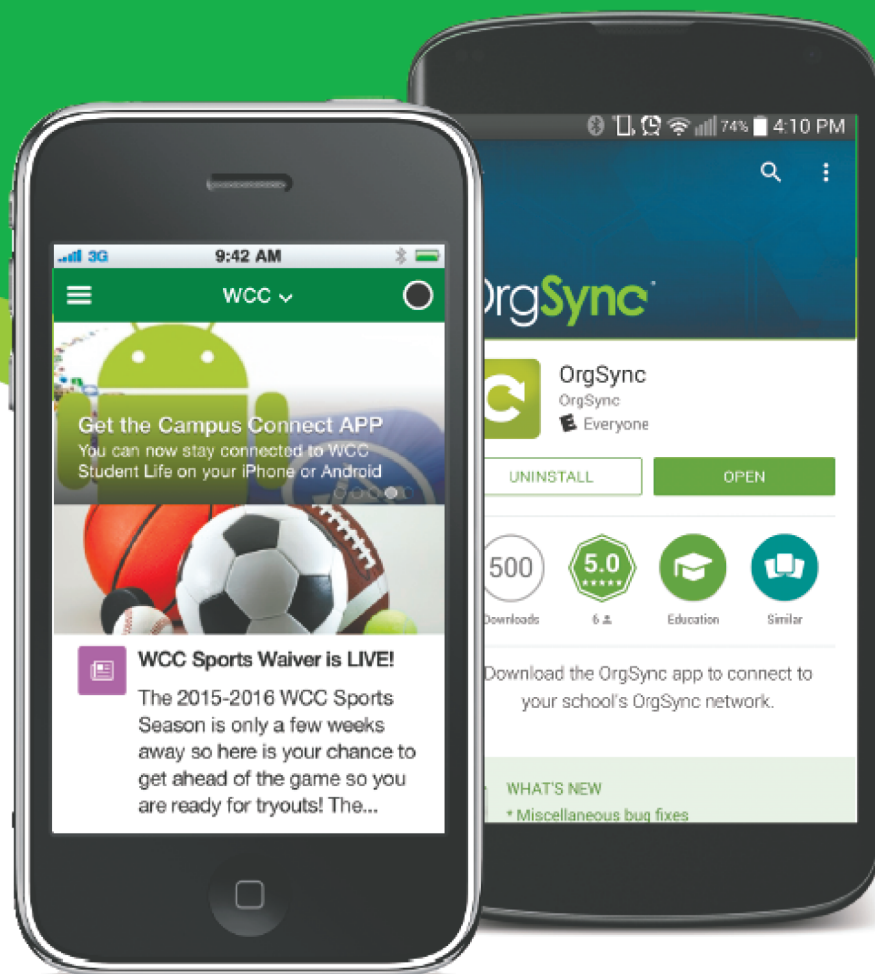 3G 9:42 AM
WCC
Get the Campus Connect APP
You can now stay connected to WCC
Student Life on your iPhone or Android
WCC Sports Waiver is LIVE!
The 2015-2016 WCC Sports
Season is only a few weeks
away so here is your chance to
get ahead of the game so you
are ready for tryouts! The...
74% 4:10 PM
OrgSync
OrgSync
OrgSync
E Everyone
UNINSTALL OPEN
500 5.0
Downloads 6 Education Similar
Download the OrgSync app to connect to
your school's OrgSync network.
WHAT'S NEW
* Miscellaneous bug fixes